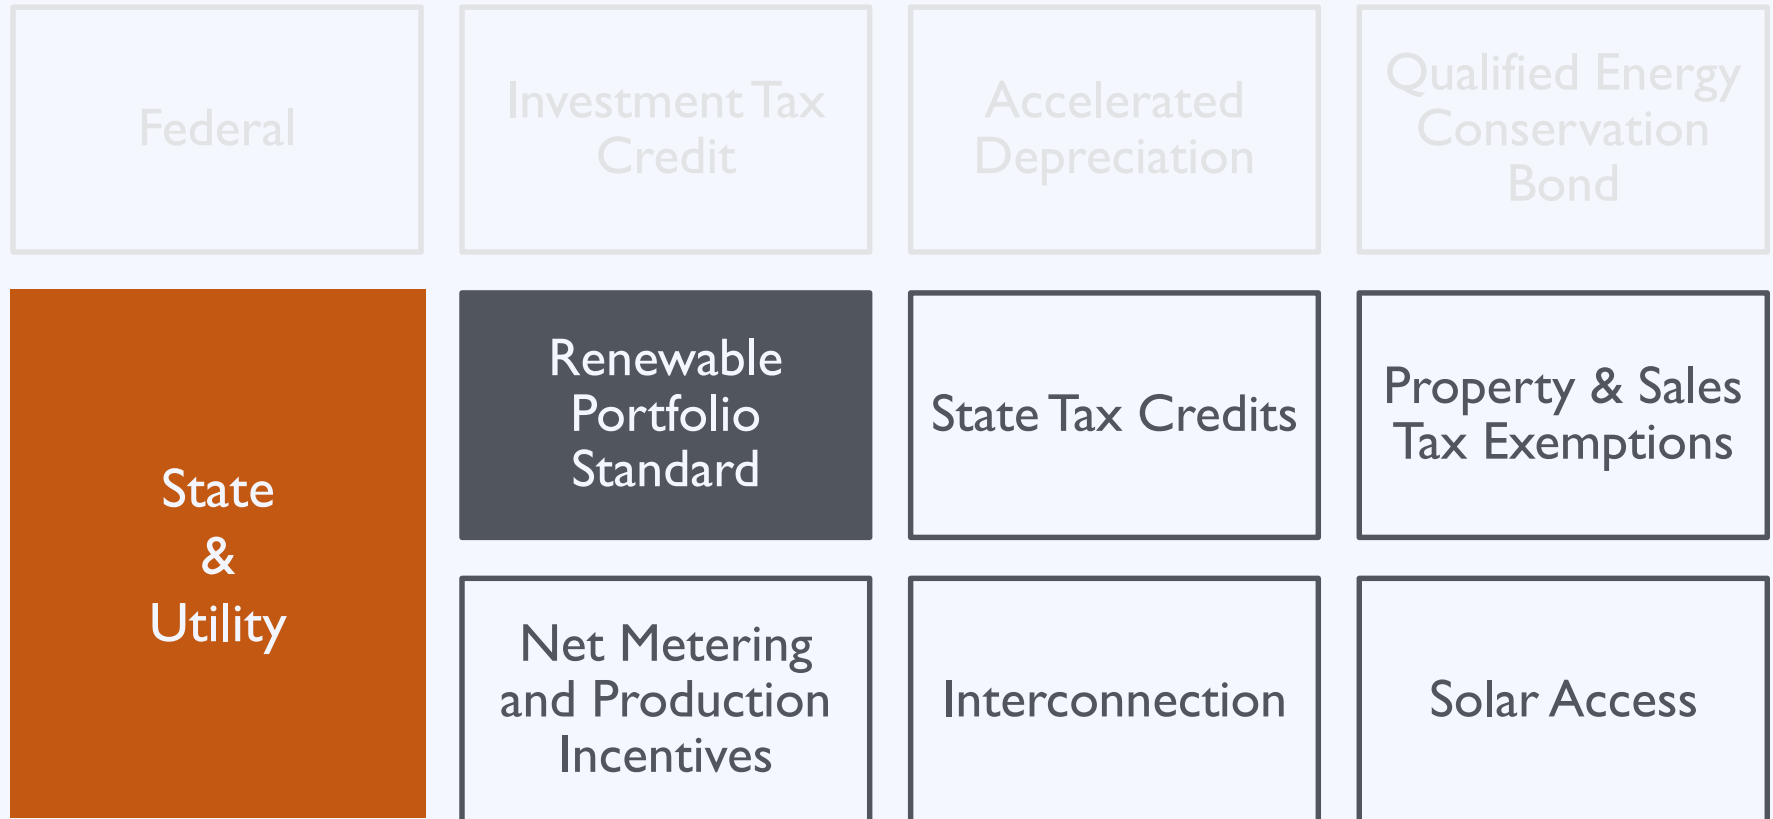 Federal
Investment Tax
Credit
Accelerated
Depreciation
Qualified Energy
Conservation
Bond
State
&
Utility
Renewable
Portfolio
Standard
State Tax Credits
Property & Sales
Tax Exemptions
Net Metering
and Production
Incentives
Interconnection
Solar Access